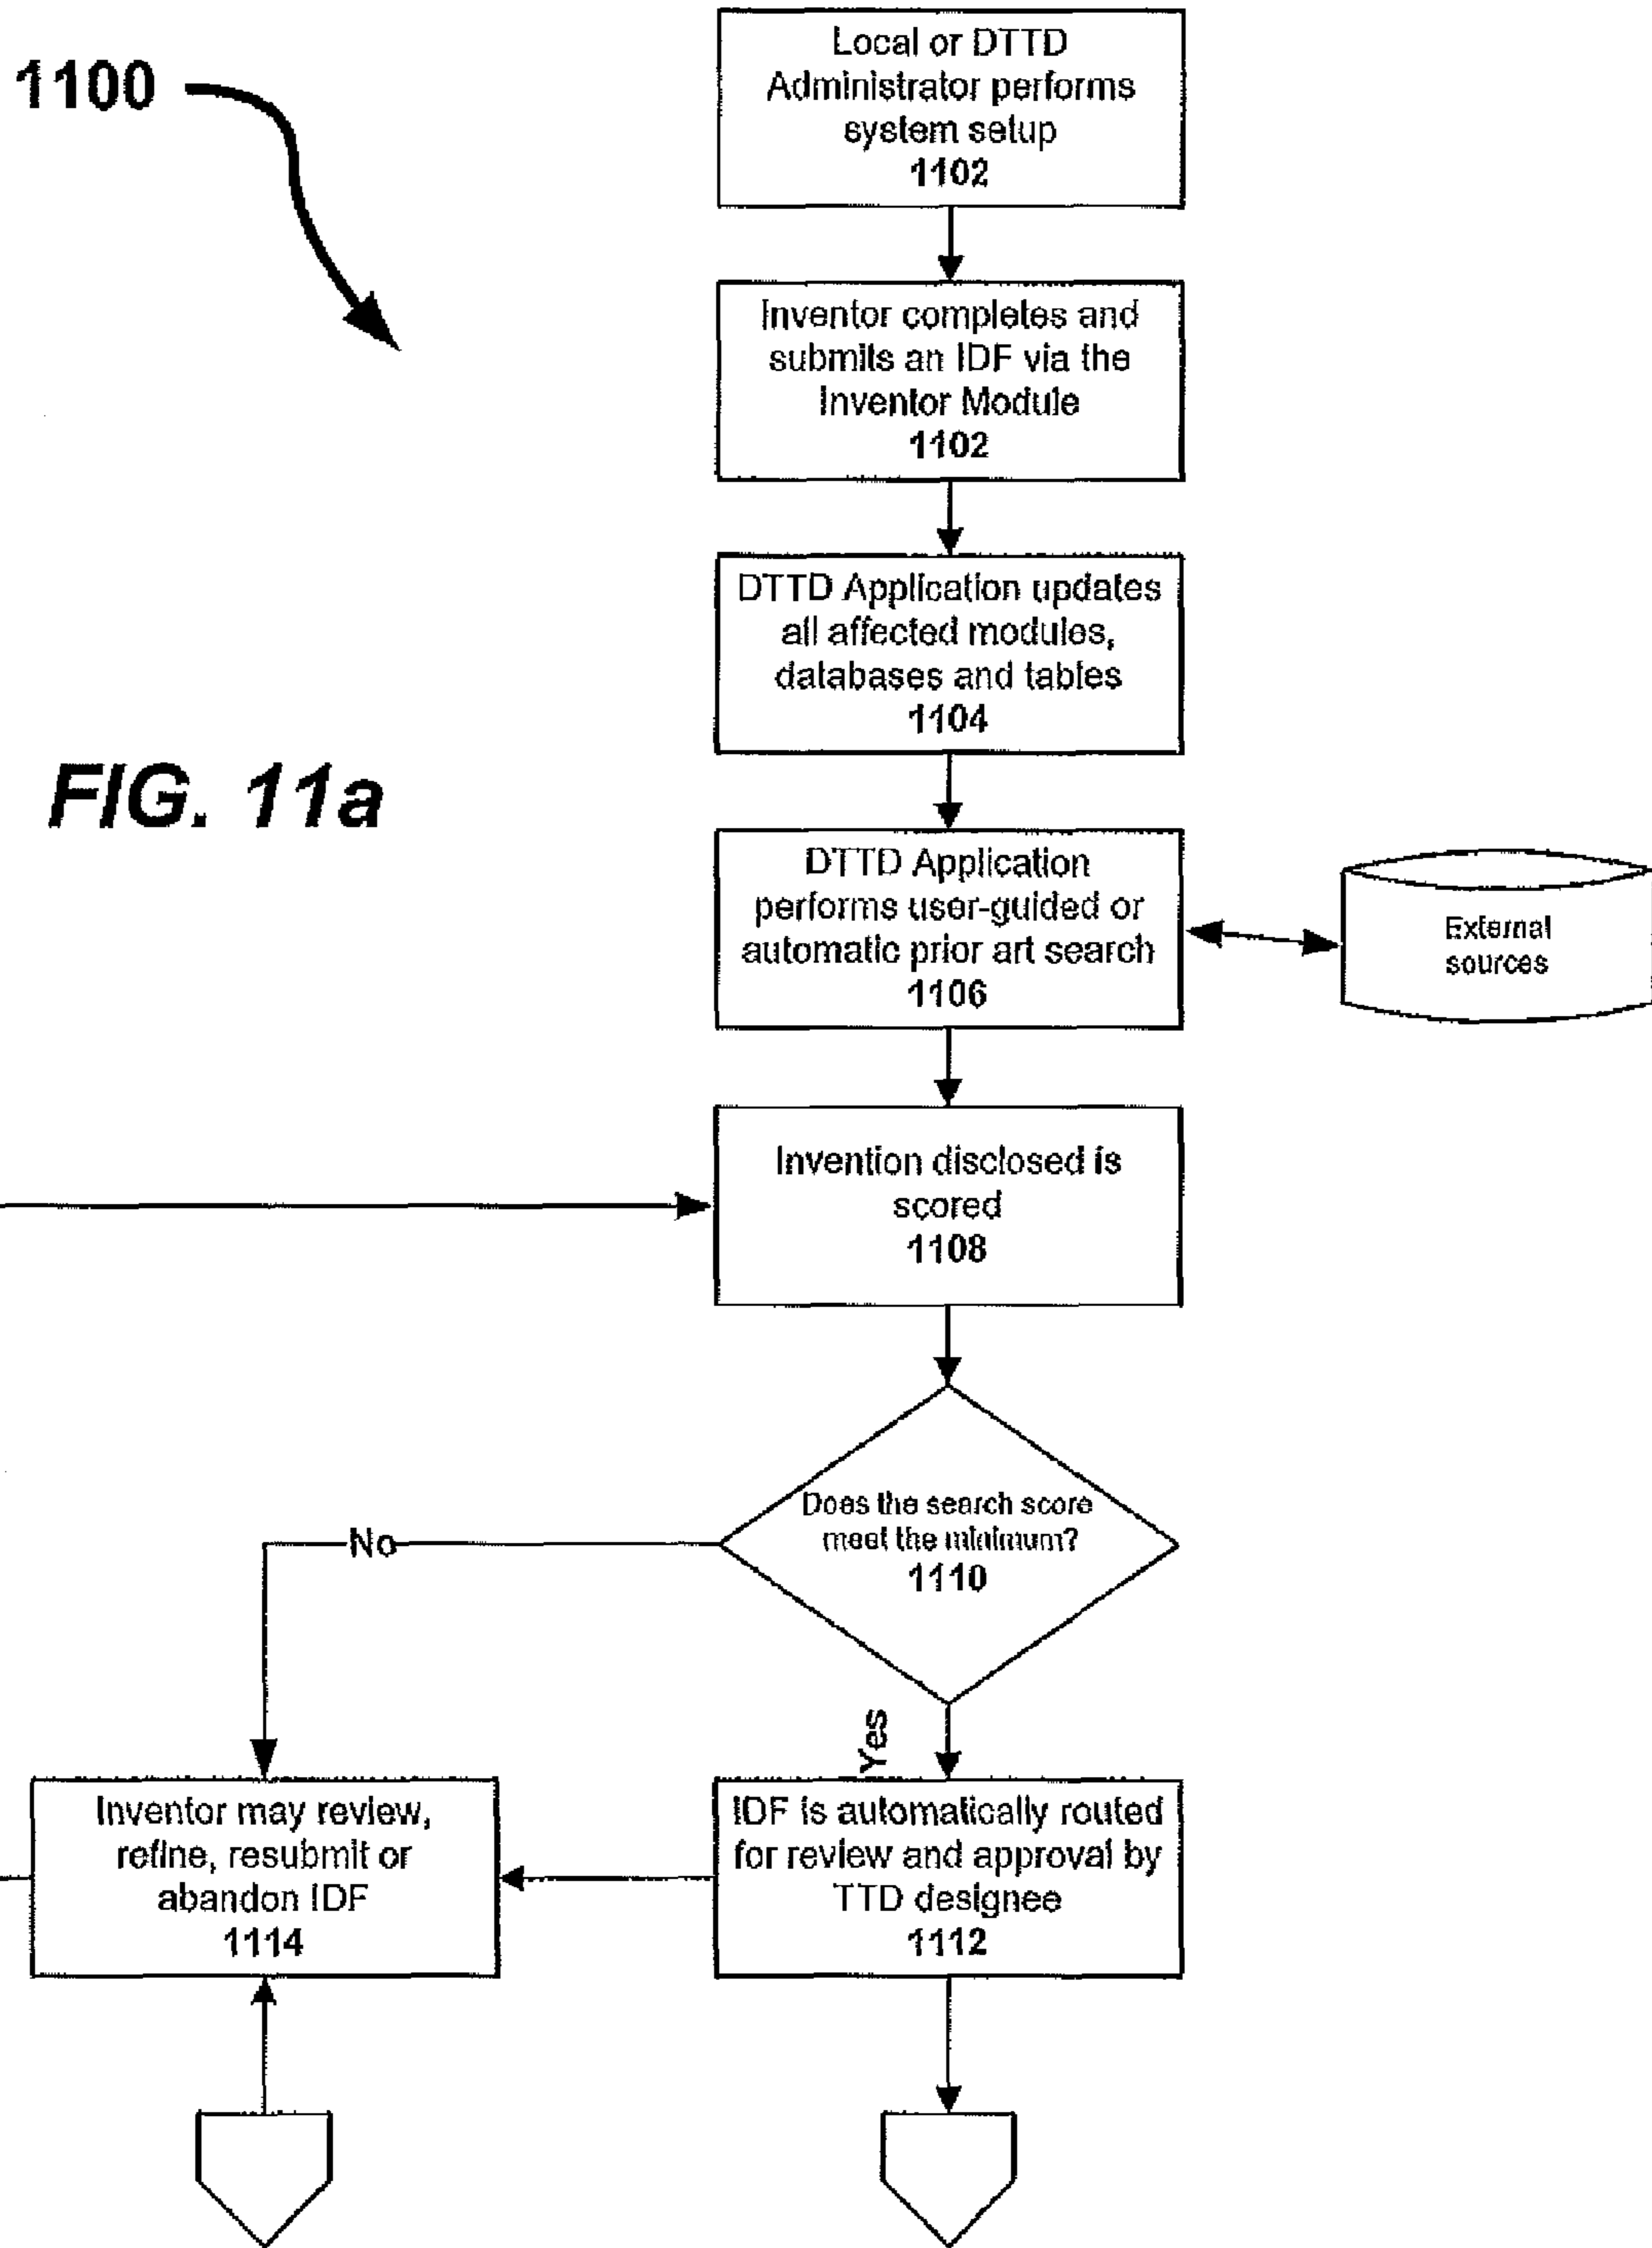 1100
Local or DTTD
Administrator performs
system setup
1102
Inventor completes and
submits an IDF via the
Inventor Module
1102
DTTD Application updates
all affected modules,
databases and tables
1104
FIG. 11a
DTTD Application
performs user-guided or
automatic prior art search
1106
External
sources
Invention disclosed is
scored
1108
Does the search score
meet the minimum?
1110
No
Yes
Inventor may review,
refine, resubmit or
abandon IDF
1114
IDF is automatically routed
for review and approval by
TTD designee
1112